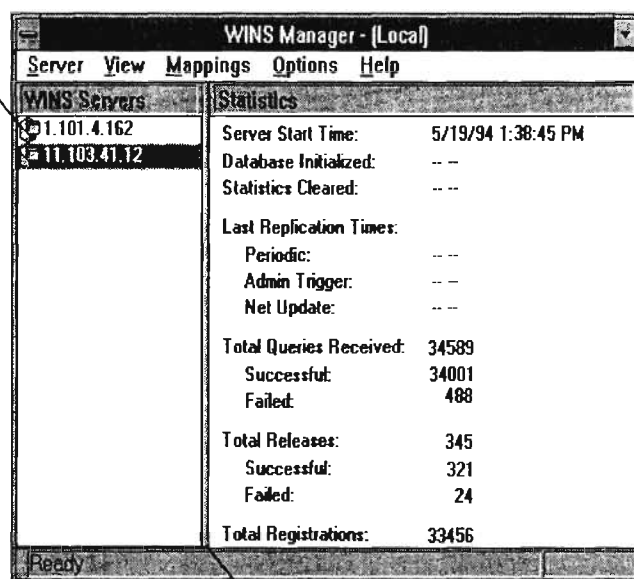 WINS Manager - (Local)
Server View Mappings Options Help
WINS Servers
1.101.4.162
11.103.41.12
Statistics
Server Start Time: 5/19/94 1:38:45 PM
Database Initialized: -- --
Statistics Cleared: -- --
Last Replication Times:
Periodic: -- --
Admin Trigger: -- --
Net Update: -- --
Total Queries Received: 34589
Successful: 34001
Failed: 488
Total Releases: 345
Successful: 321
Failed: 24
Total Registrations: 33456
Ready